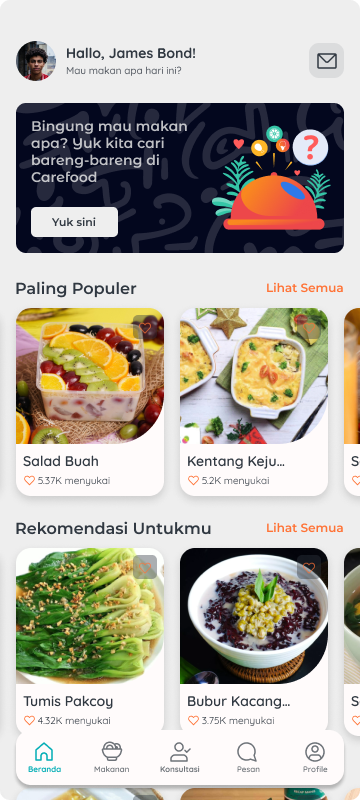 Hallo, James Bond!
Mau makan apa hari ini?
Bingung mau makan
apa? Yuk kita cari
bareng-bareng di
Carefood
?
Yuk sini
Paling Populer
Lihat Semua
Salad Buah
Kentang Keju...
5.37K menyukai
5.2K menyukai
Rekomendasi Untukmu
Lihat Semua
Tumis Pakcoy
Bubur Kacang...
4.32K menyukai
3.75K menyukai
Beranda
Makanan
Konsultasi
Pesan
Profile